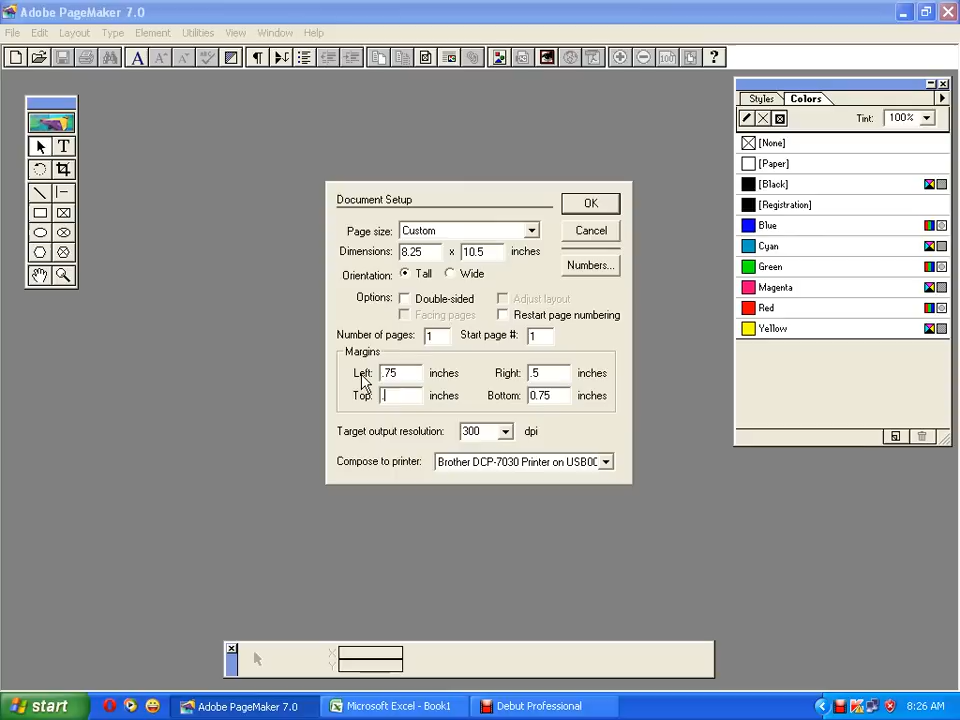 Adobe PageMaker 7.0
File Edit Layout Type Element Utilities View Window Help
Styles Colors
Tint: 100%
[None]
[Paper]
[Black]
[Registration]
Blue
Cyan
Green
Magenta
Red
Yellow
Document Setup
OK
Page size: Custom
Cancel
Dimensions: 8.25 x 10.5 inches
Numbers...
Orientation: Tall Wide
Options: Double-sided Adjust layout
Facing pages Restart page numbering
Number of pages: 1 Start page #: 1
Margins
Left: .75 inches Right: .5 inches
Top: . inches Bottom: 0.75 inches
Target output resolution: 300 dpi
Compose to printer: Brother DCP-7030 Printer on USB00
X
Y
start Adobe PageMaker 7.0 Microsoft Excel - Book1 Debut Professional 8:26 AM